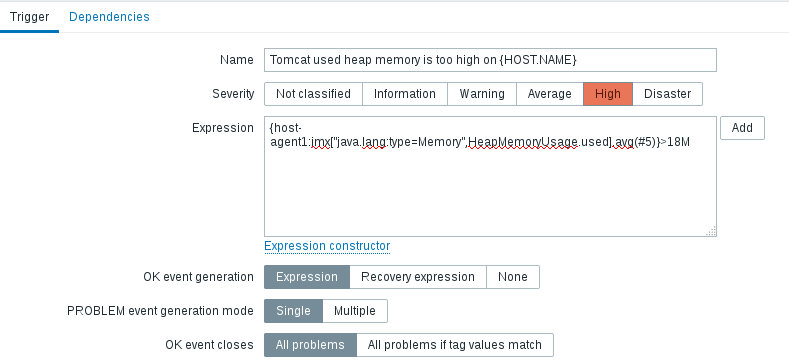 Trigger Dependencies
Name Tomcat used heap memory is too high on {HOST.NAME}
Severity Not classified Information Warning Average High Disaster
Expression {host- Add
agent1:jmx["java.lang:type=Memory",HeapMemoryUsage.used].avg(#5)}>18M
Expression constructor
OK event generation Expression Recovery expression None
PROBLEM event generation mode Single Multiple
OK event closes All problems All problems if tag values match